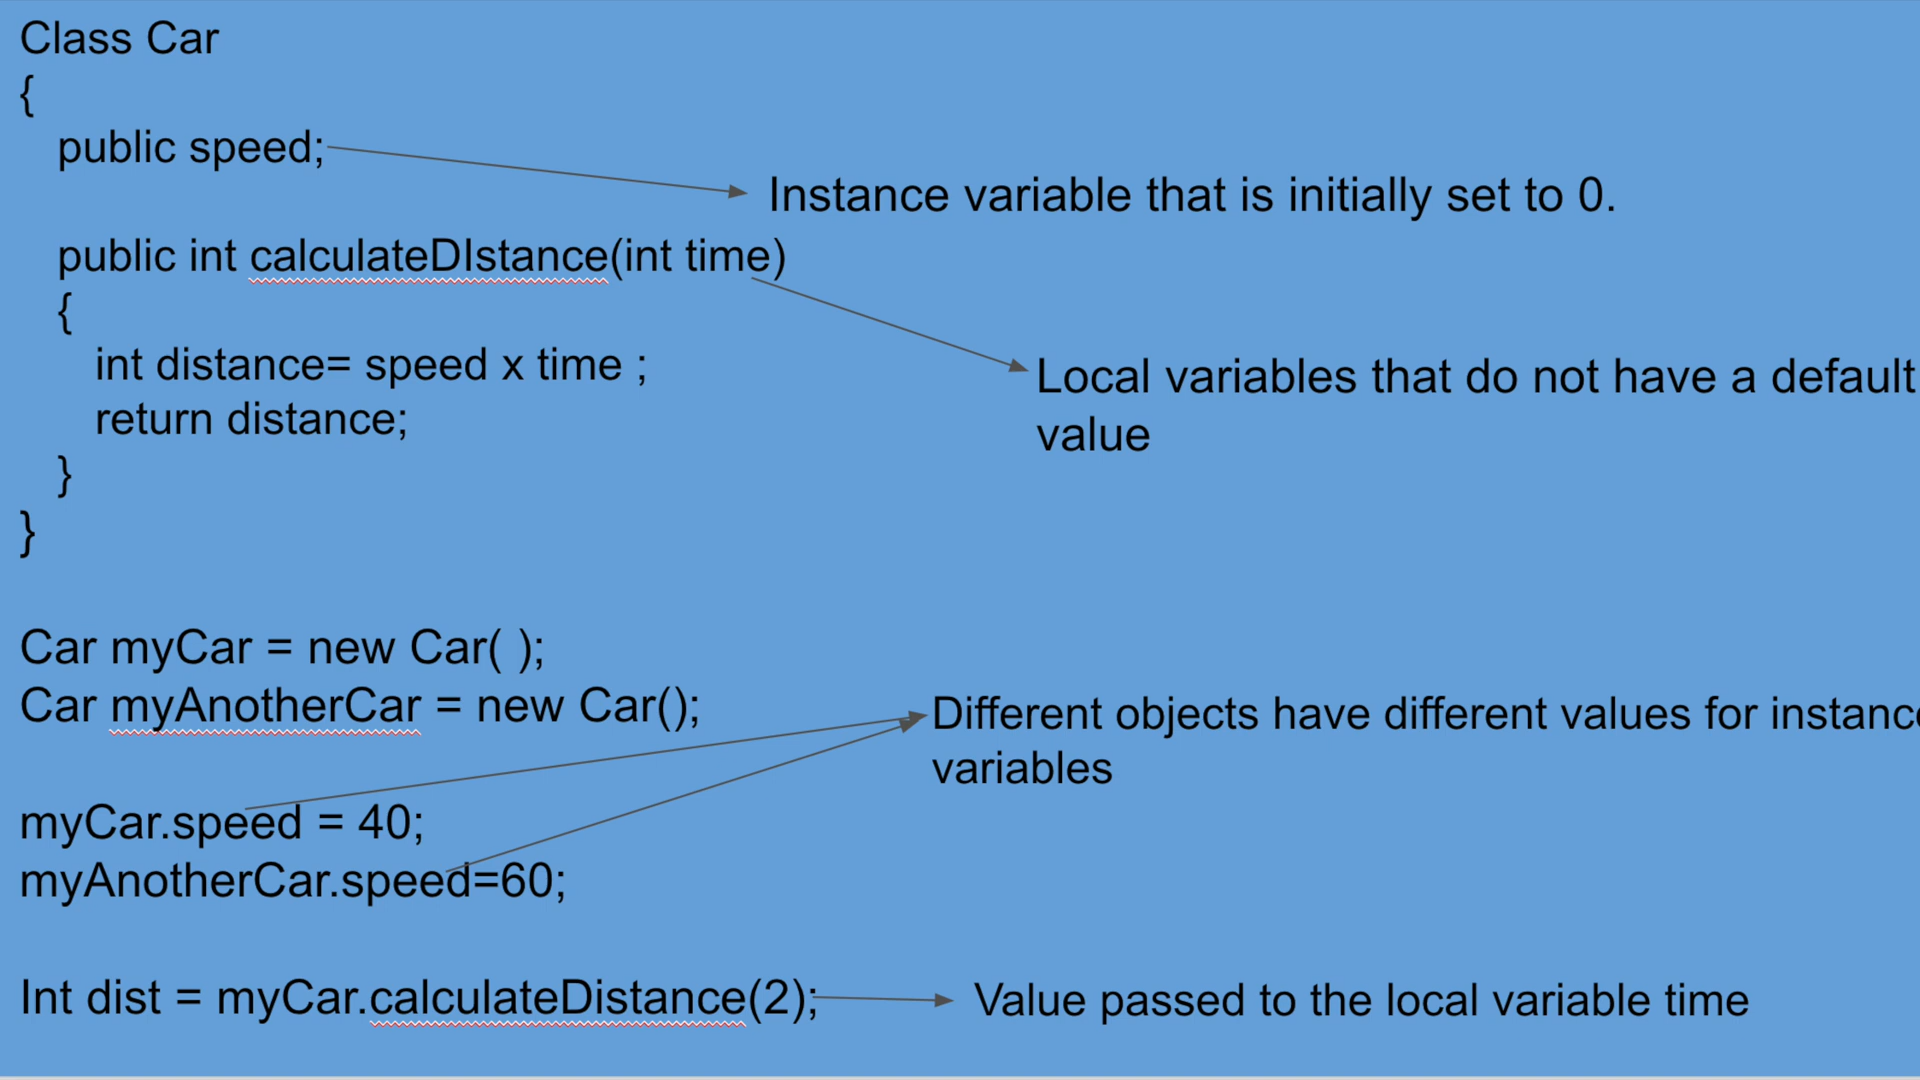 Class Car
{
public speed;
Instance variable that is initially set to 0.
public int calculateDIstance(int time)
{
int distance= speed x time ;
return distance;
}
}
Local variables that do not have a default
value
Car myCar = new Car( );
Car myAnotherCar = new Car();
Different objects have different values for instance
variables
myCar.speed = 40;
myAnotherCar.speed=60;
Int dist = myCar.calculateDistance(2);
Value passed to the local variable time